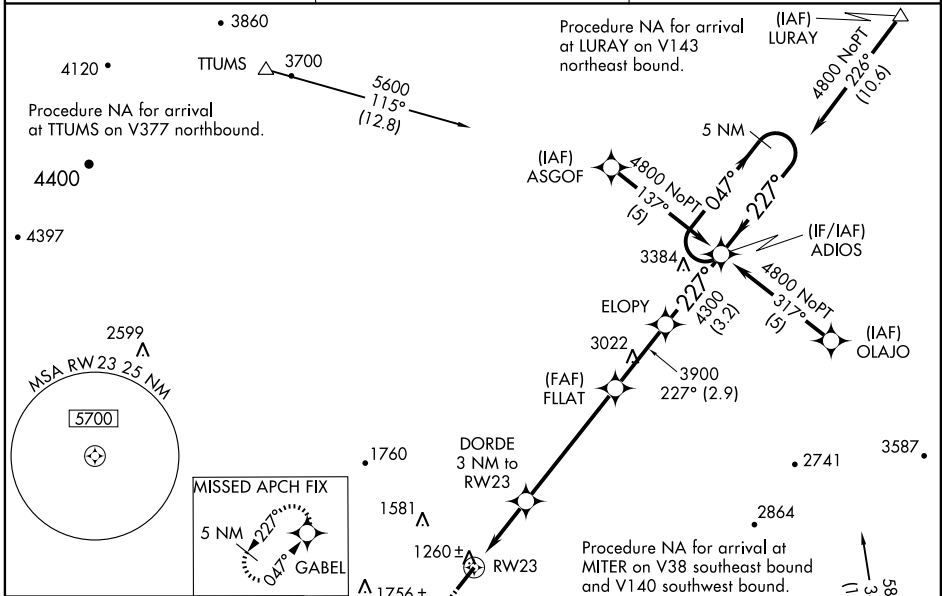 3860
Procedure NA for arrival
at LURAY on V143
northeast bound.
(IAF)
LURAY
4120
TTUMS
3700
5600
115°
(12.8)
4800 NoPT
226°
(10.6)
Procedure NA for arrival
at TTUMS on V377 northbound.
5 NM
4400
(IAF)
ASGOF
4800 NoPT
137°
(5)
047°
227°
4397
(IF/IAF)
ADIOS
3384
227°
4300
(3.2)
4800 NoPT
317°
(5)
ELOPY
(IAF)
OLAJO
2599
3022
MSA RW23 25 NM
5700
(FAF)
FLLAT
3900
227° (2.9)
DORDE
3 NM to
RW23
1760
2741
3587
MISSED APCH FIX
5 NM
227°
047°
GABEL
1581
2864
1260 ±
RW23
Procedure NA for arrival at
MITER on V38 southeast bound
and V140 southwest bound.
1756 ±
58
3
(1